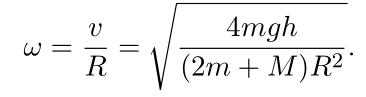 ω = v/R = √(4mgh/((2m + M)R²)).